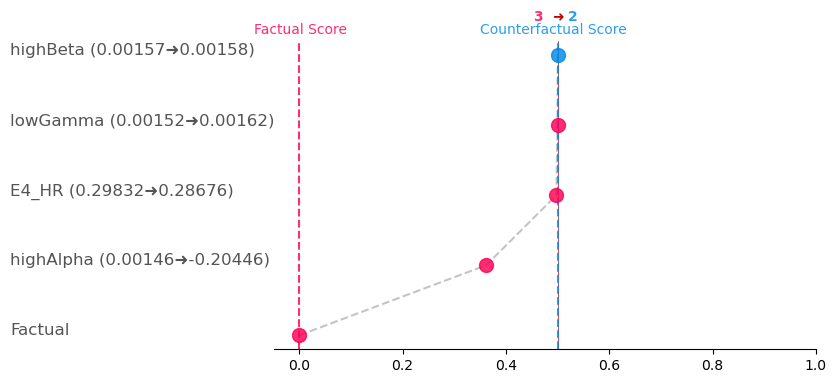 3 ➜ 2
Factual Score Counterfactual Score
highBeta (0.00157➜0.00158)
lowGamma (0.00152➜0.00162)
E4_HR (0.29832➜0.28676)
highAlpha (0.00146➜-0.20446)
Factual
0.0 0.2 0.4 0.6 0.8 1.0